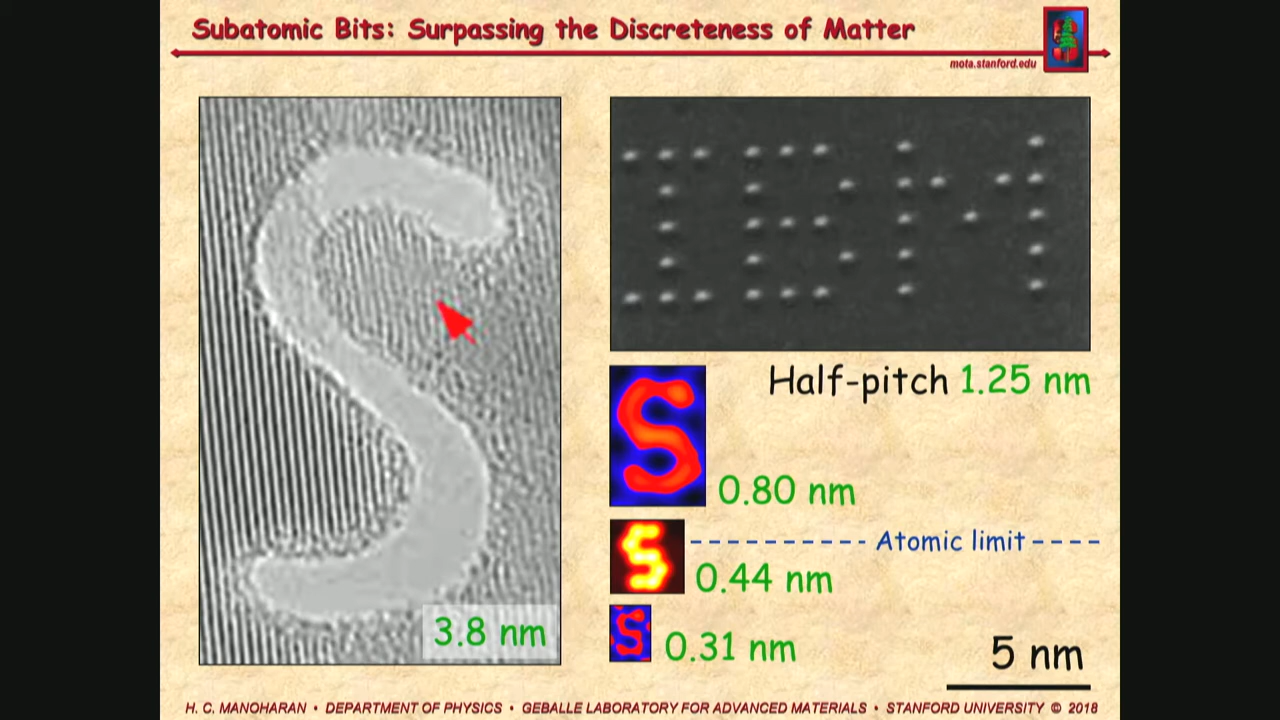 Subatomic Bits: Surpassing the Discreteness of Matter
mota.stanford.edu
S
IBM
Half-pitch 1.25 nm
S
0.80 nm
S
Atomic limit
0.44 nm
S
0.31 nm
3.8 nm
5 nm
H. C. MANOHARAN • DEPARTMENT OF PHYSICS • GEBALLE LABORATORY FOR ADVANCED MATERIALS • STANFORD UNIVERSITY © 2018